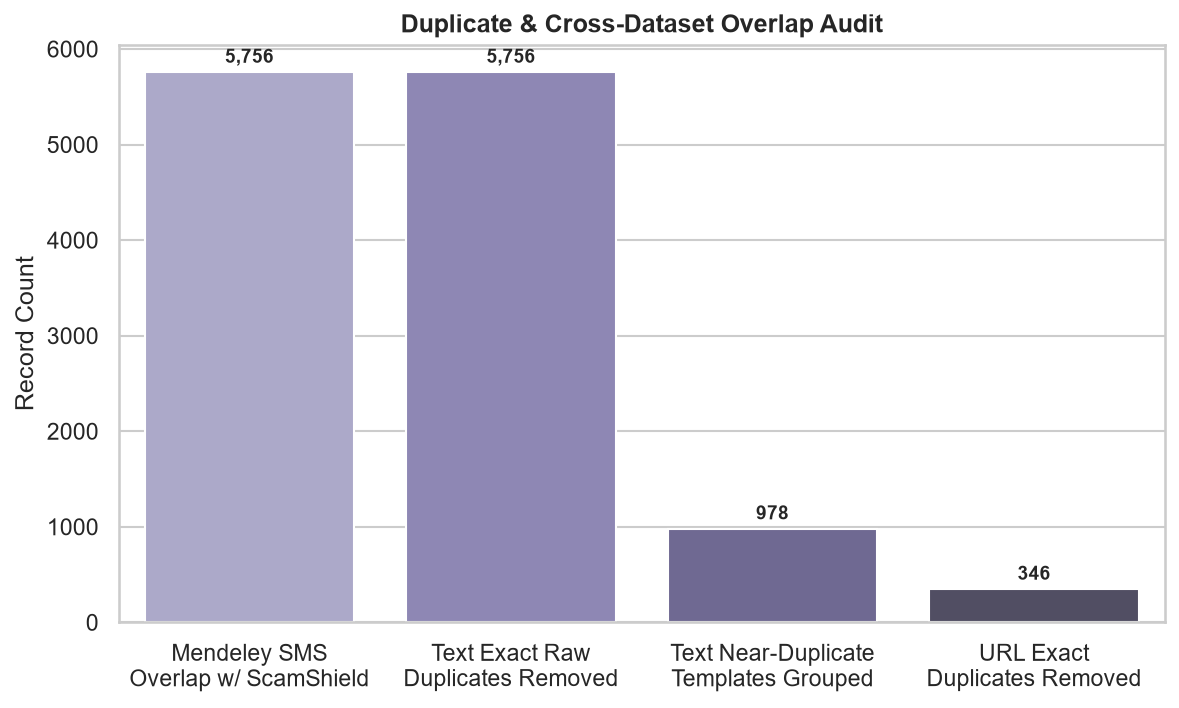 Duplicate & Cross-Dataset Overlap Audit
Record Count
6000
5000
4000
3000
2000
1000
0
5,756
5,756
978
346
Mendeley SMS
Overlap w/ ScamShield
Text Exact Raw
Duplicates Removed
Text Near-Duplicate
Templates Grouped
URL Exact
Duplicates Removed